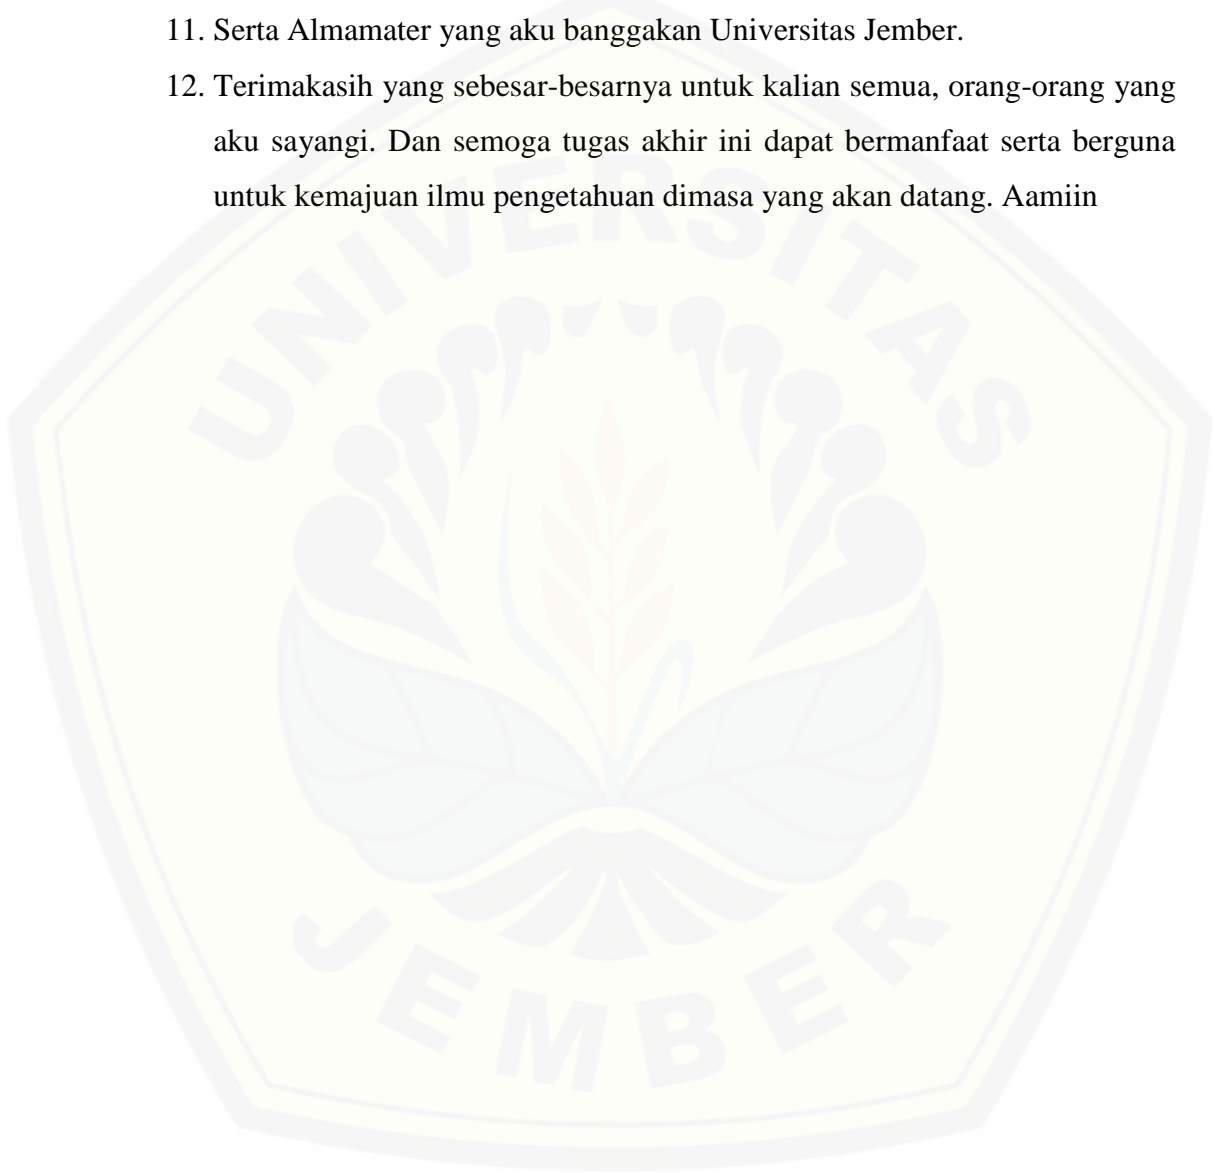 11. Serta Almamater yang aku banggakan Universitas Jember.
12. Terimakasih yang sebesar-besarnya untuk kalian semua, orang-orang yang
aku sayangi. Dan semoga tugas akhir ini dapat bermanfaat serta berguna
untuk kemajuan ilmu pengetahuan dimasa yang akan datang. Aamiin
UNIVERSITAS
JEMBER